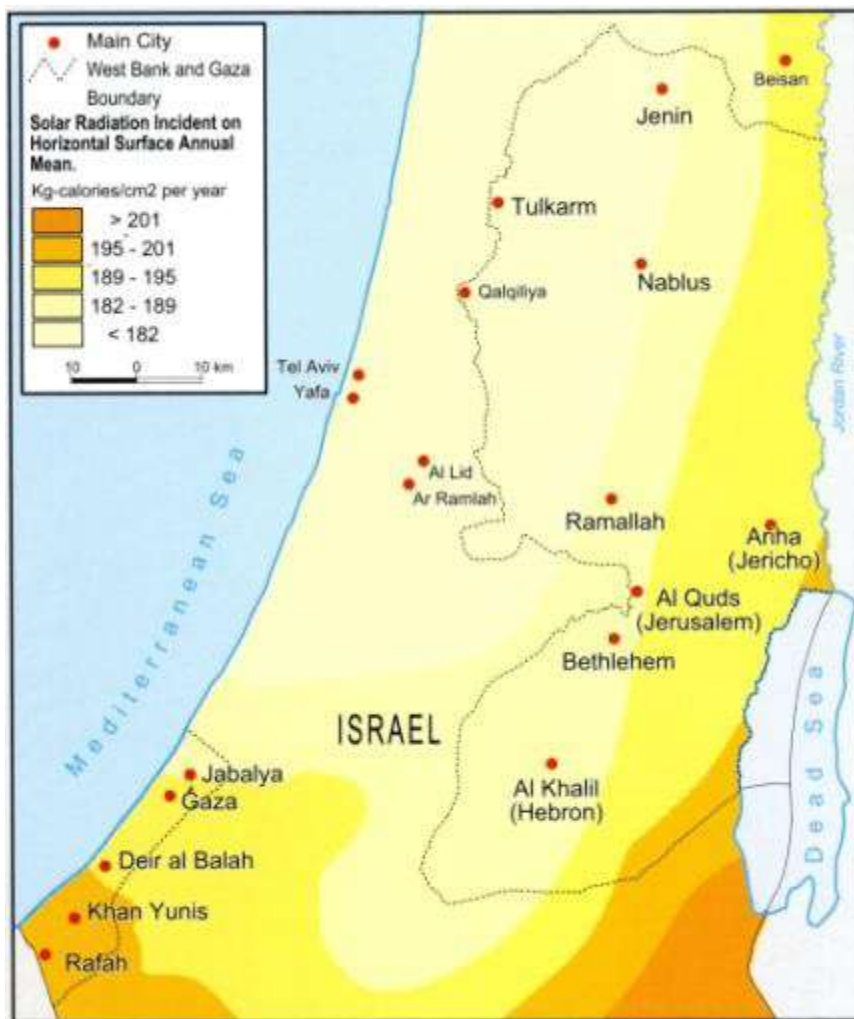 Main City
West Bank and Gaza
Boundary
Solar Radiation Incident on
Horizontal Surface Annual
Mean.
Kg-calories/cm2 per year
> 201
195 - 201
189 - 195
182 - 189
< 182
10 0 10 km
Beisan
Jenin
Tulkarm
Nablus
Qalqiliya
Tel Aviv
Yafa
Jordan River
Al Lid
Ar Ramlah
Ramallah
Ariha
(Jericho)
Al Quds
(Jerusalem)
Bethlehem
Mediterranean Sea
ISRAEL
Jabalya
Gaza
Al Khalil
(Hebron)
Dead Sea
Deir al Balah
Khan Yunis
Rafah